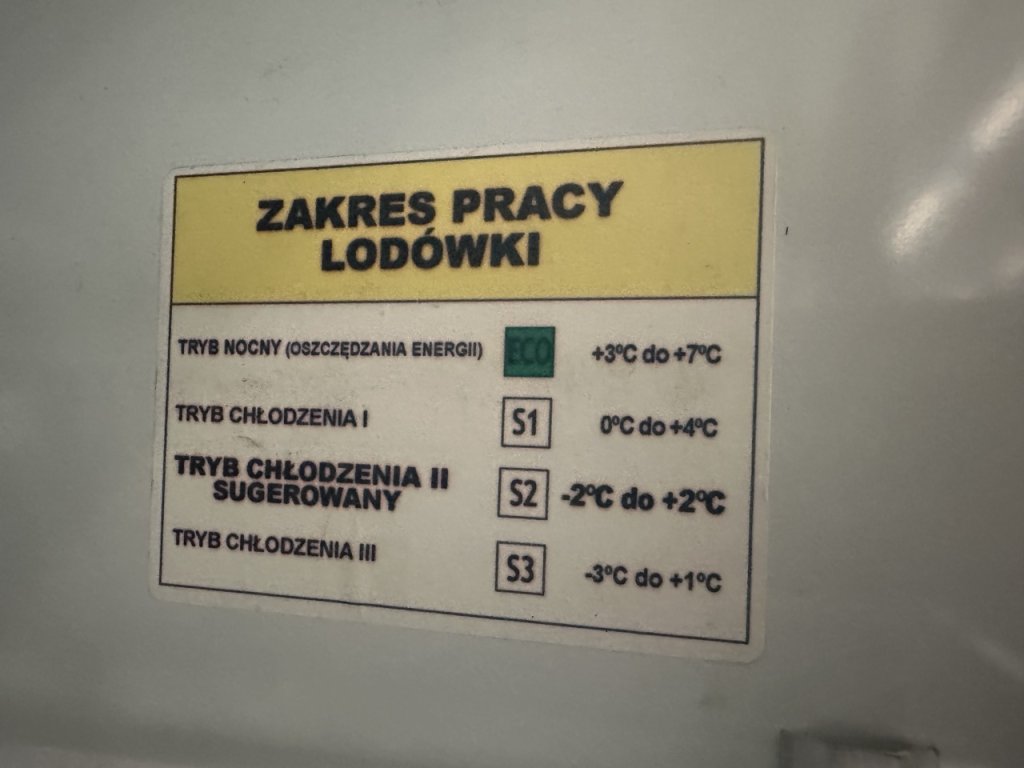 ZAKRES PRACY
LODÓWKI
TRYB NOCNY (OSZCZĘDZANIA ENERGII) ECO +3ºC do +7ºC
TRYB CHŁODZENIA I S1 0ºC do +4ºC
TRYB CHŁODZENIA II
SUGEROWANY S2 -2ºC do +2ºC
TRYB CHŁODZENIA III S3 -3ºC do +1ºC